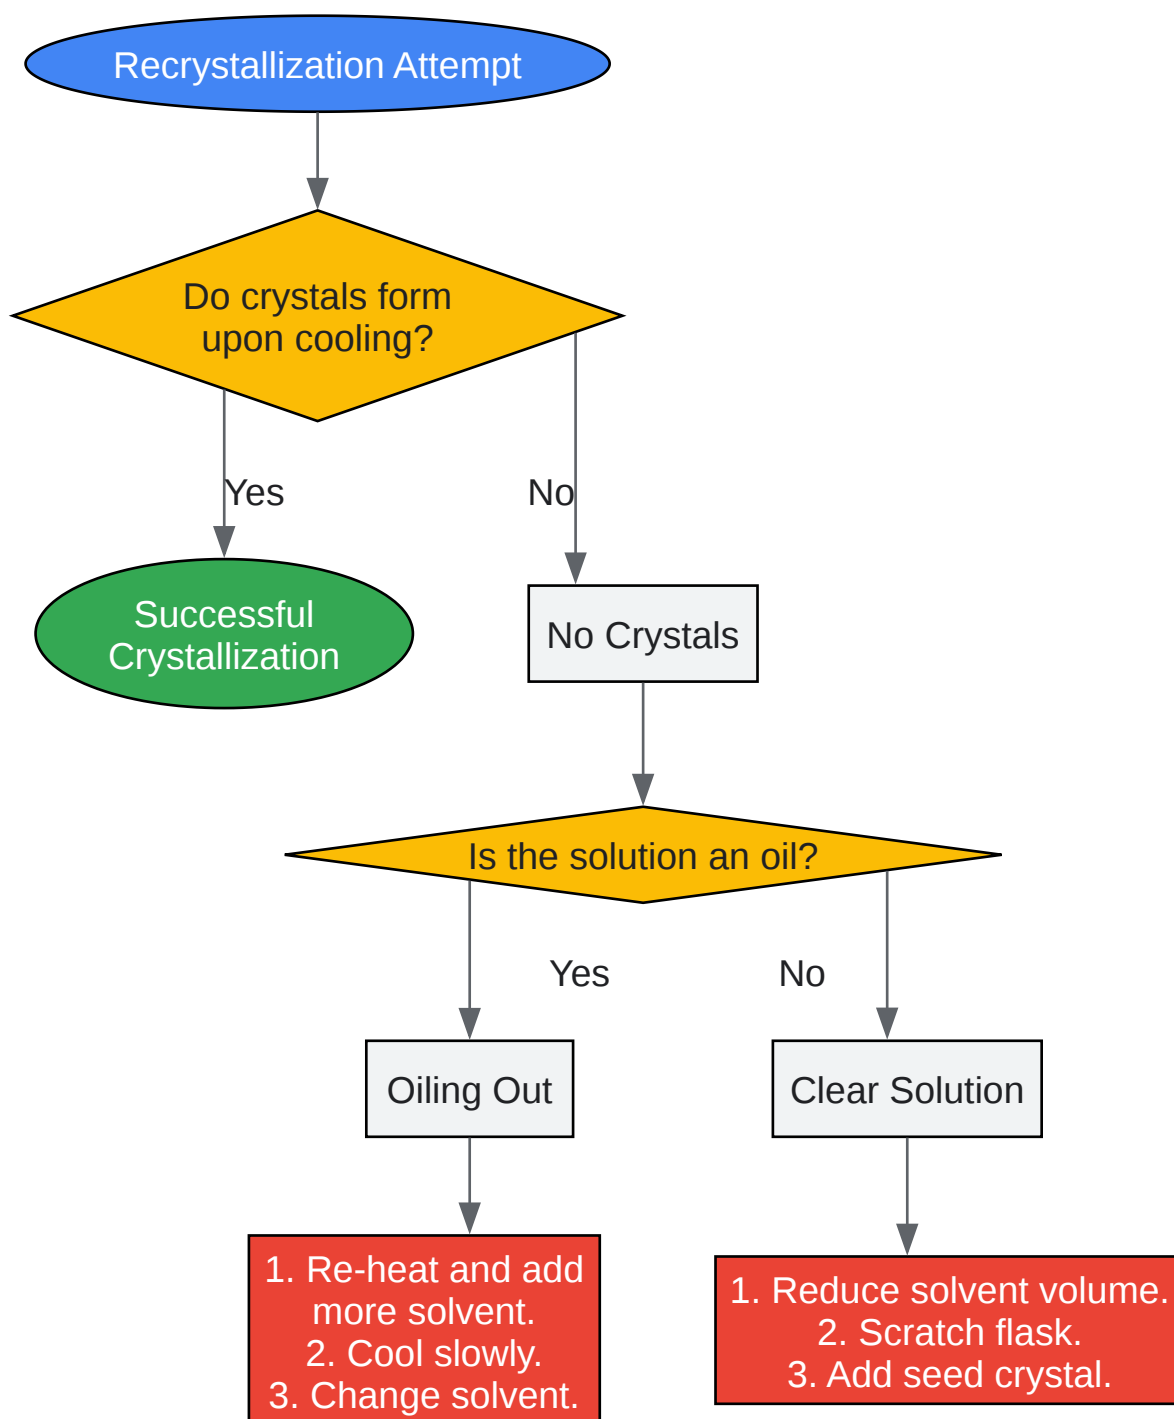 Recrystallization Attempt
Do crystals form
upon cooling?
Yes
No
Successful
Crystallization
No Crystals
Is the solution an oil?
Yes
No
Oiling Out
Clear Solution
1. Re-heat and add
more solvent.
2. Cool slowly.
3. Change solvent.
1. Reduce solvent volume.
2. Scratch flask.
3. Add seed crystal.